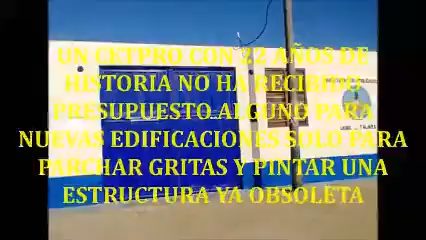 UN CETPRO CON 22 AÑOS DE
HISTORIA NO HA RECIBIDO
PRESUPUESTO ALGUNO PARA
NUEVAS EDIFICACIONES SOLO PARA
PARCHAR GRITAS Y PINTAR UNA
ESTRUCTURA YA OBSOLETA